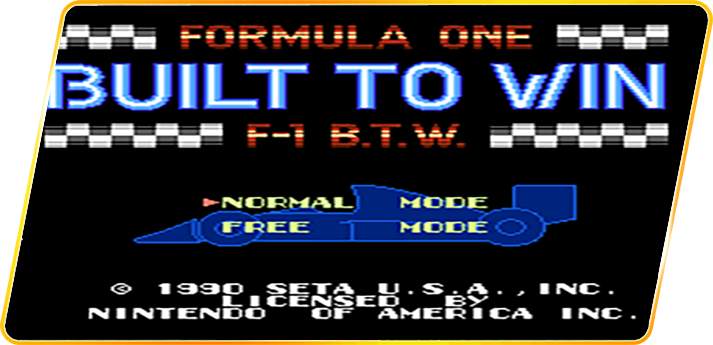 FORMULA ONE
BUILT TO WIN
F-1 B.T.W.
►NORMAL MODE
FREE MODE
© 1990 SETA U.S.A.,INC.
LICENSED BY
NINTENDO OF AMERICA INC.